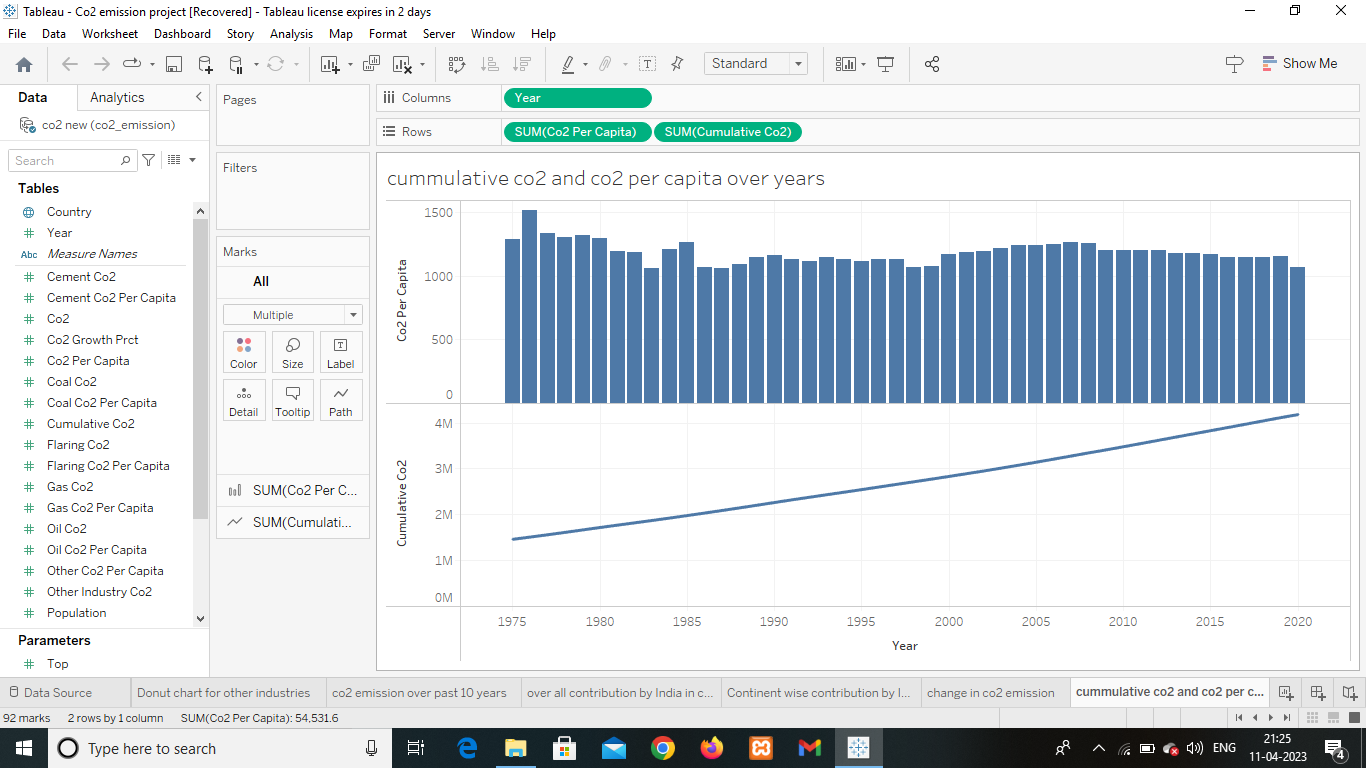 Tableau - Co2 emission project [Recovered] - Tableau license expires in 2 days
File Data Worksheet Dashboard Story Analysis Map Format Server Window Help
Standard
Show Me
Data Analytics
co2 new (co2_emission)
Search
Tables
Country
Year
Abc Measure Names
Cement Co2
Cement Co2 Per Capita
Co2
Co2 Growth Prct
Co2 Per Capita
Coal Co2
Coal Co2 Per Capita
Cumulative Co2
Flaring Co2
Flaring Co2 Per Capita
Gas Co2
Gas Co2 Per Capita
Oil Co2
Oil Co2 Per Capita
Other Co2 Per Capita
Other Industry Co2
Population
Parameters
Top
Pages
Filters
Marks
All
Multiple
Color Size Label
Detail Tooltip Path
SUM(Co2 Per C...
SUM(Cumulati...
Columns Year
Rows SUM(Co2 Per Capita) SUM(Cumulative Co2)
cummulative co2 and co2 per capita over years
Co2 Per Capita
1500
1000
500
0
Cumulative Co2
4M
3M
2M
1M
0M
1975 1980 1985 1990 1995 2000 2005 2010 2015 2020
Year
Data Source Donut chart for other industries co2 emission over past 10 years over all contribution by India in c... Continent wise contribution by I... change in co2 emission cummulative co2 and co2 per c...
92 marks 2 rows by 1 column SUM(Co2 Per Capita): 54,531.6
Type here to search
ENG
21:25
11-04-2023
4